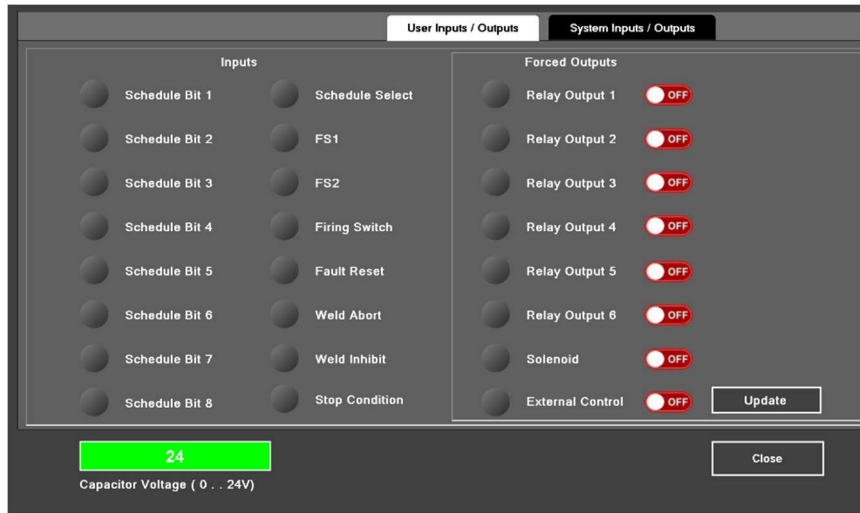 User Inputs / Outputs
System Inputs / Outputs
Inputs
Forced Outputs
Schedule Bit 1
Schedule Select
Relay Output 1
OFF
Schedule Bit 2
FS1
Relay Output 2
OFF
Schedule Bit 3
FS2
Relay Output 3
OFF
Schedule Bit 4
Firing Switch
Relay Output 4
OFF
Schedule Bit 5
Fault Reset
Relay Output 5
OFF
Schedule Bit 6
Weld Abort
Relay Output 6
OFF
Schedule Bit 7
Weld Inhibit
Solenoid
OFF
Schedule Bit 8
Stop Condition
External Control
OFF
Update
24
Close
Capacitor Voltage ( 0 . . 24V)